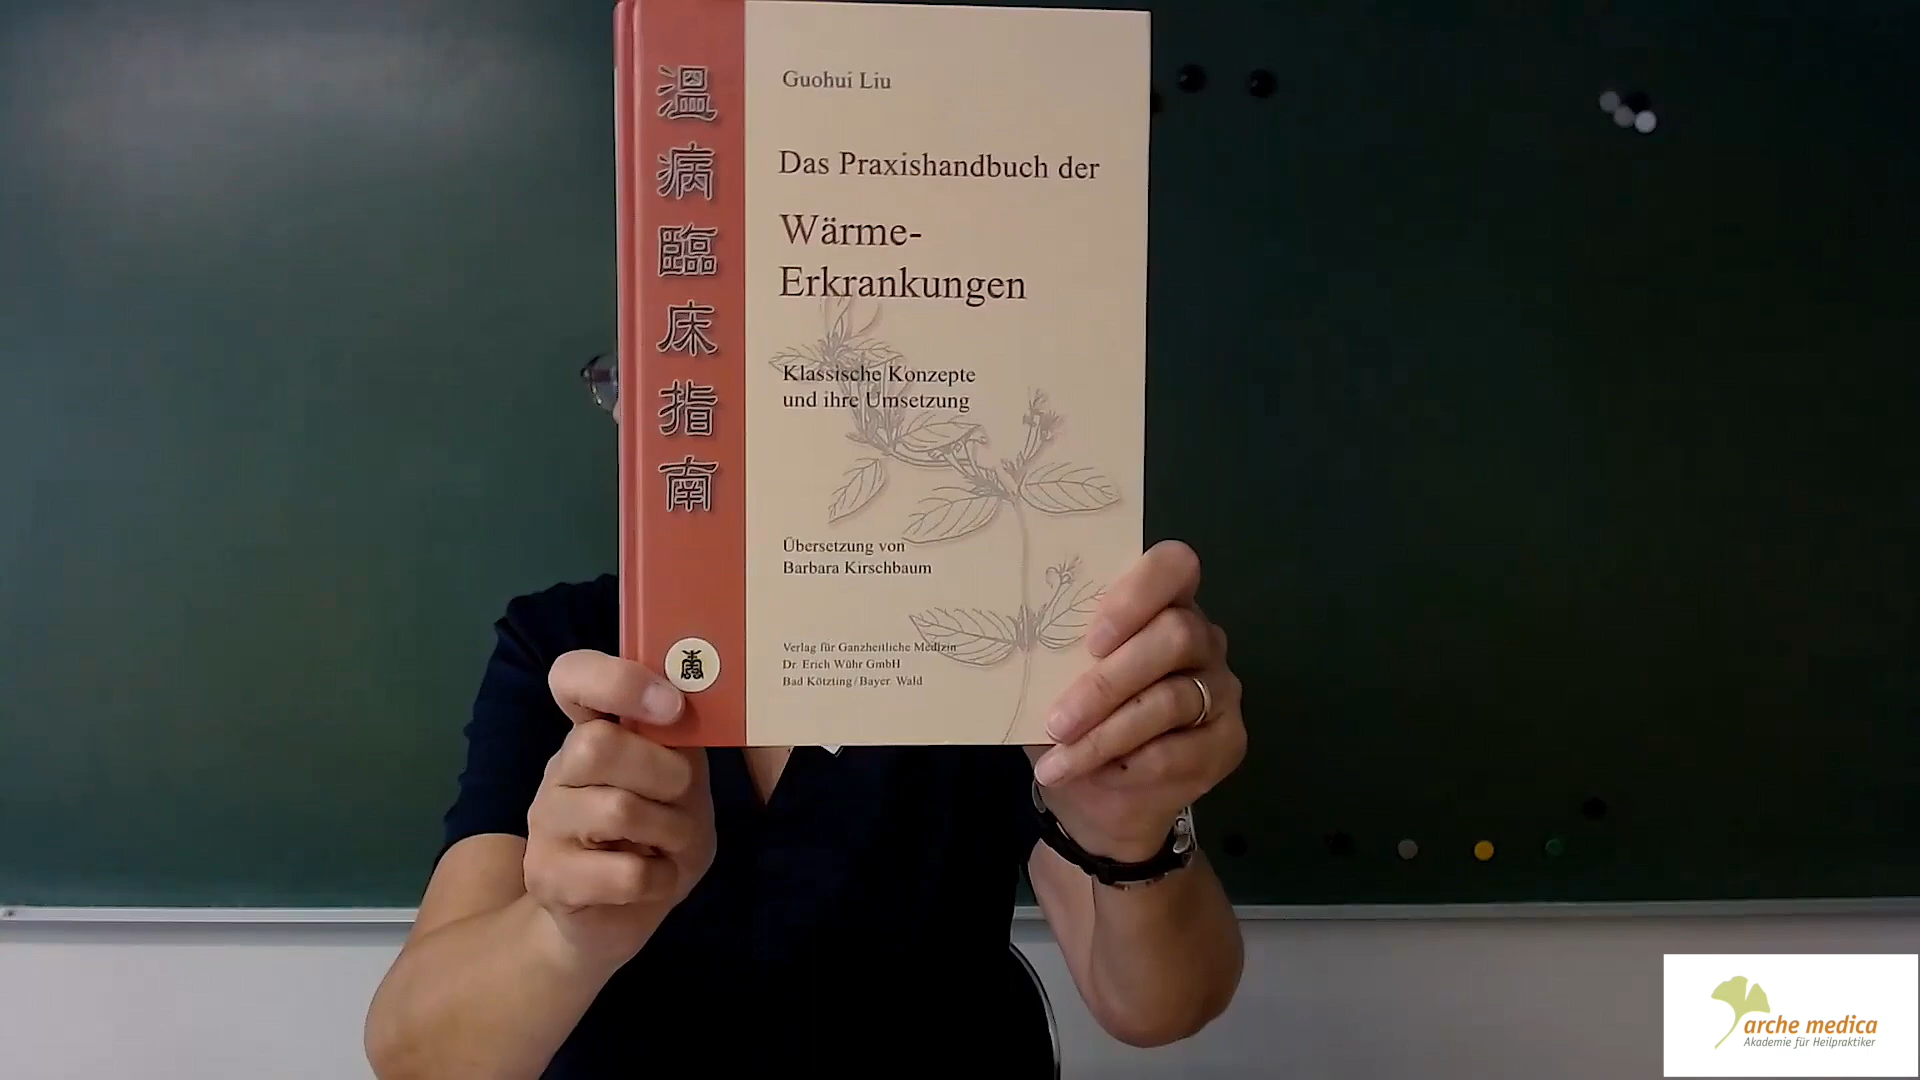 溫病臨床指南
Guohui Liu
Das Praxishandbuch der
Wärme-
Erkrankungen
Klassische Konzepte
und ihre Umsetzung
Übersetzung von
Barbara Kirschbaum
Verlag für Ganzheitliche Medizin
Dr. Erich Wühr GmbH
Bad Kötzting/Bayer. Wald
arche medica
Akademie für Heilpraktiker